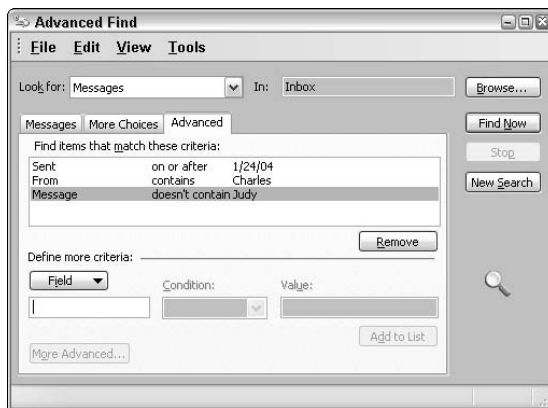 Advanced Find
File Edit View Tools
Look for: Messages In: Inbox Browse...
Messages More Choices Advanced Find Now
Find items that match these criteria: Stop
Sent on or after 1/24/04
From contains Charles
Message doesn't contain Judy New Search
Remove
Define more criteria:
Field Condition: Value:
Add to List
More Advanced...